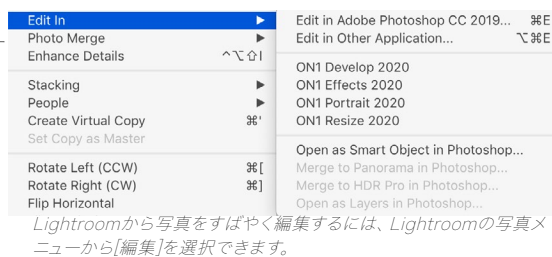 Edit In ▶
Photo Merge ▶
Enhance Details ⌃⌥⇧I
Stacking ▶
People ▶
Create Virtual Copy ⌘'
Set Copy as Master
Rotate Left (CCW) ⌘[
Rotate Right (CW) ⌘]
Flip Horizontal
Edit in Adobe Photoshop CC 2019... ⌘E
Edit in Other Application... ⌥⌘E
ON1 Develop 2020
ON1 Effects 2020
ON1 Portrait 2020
ON1 Resize 2020
Open as Smart Object in Photoshop...
Merge to Panorama in Photoshop...
Merge to HDR Pro in Photoshop...
Open as Layers in Photoshop...
Lightroomから写真をすばやく編集するには、Lightroomの写真メ
ニューから[編集]を選択できます。